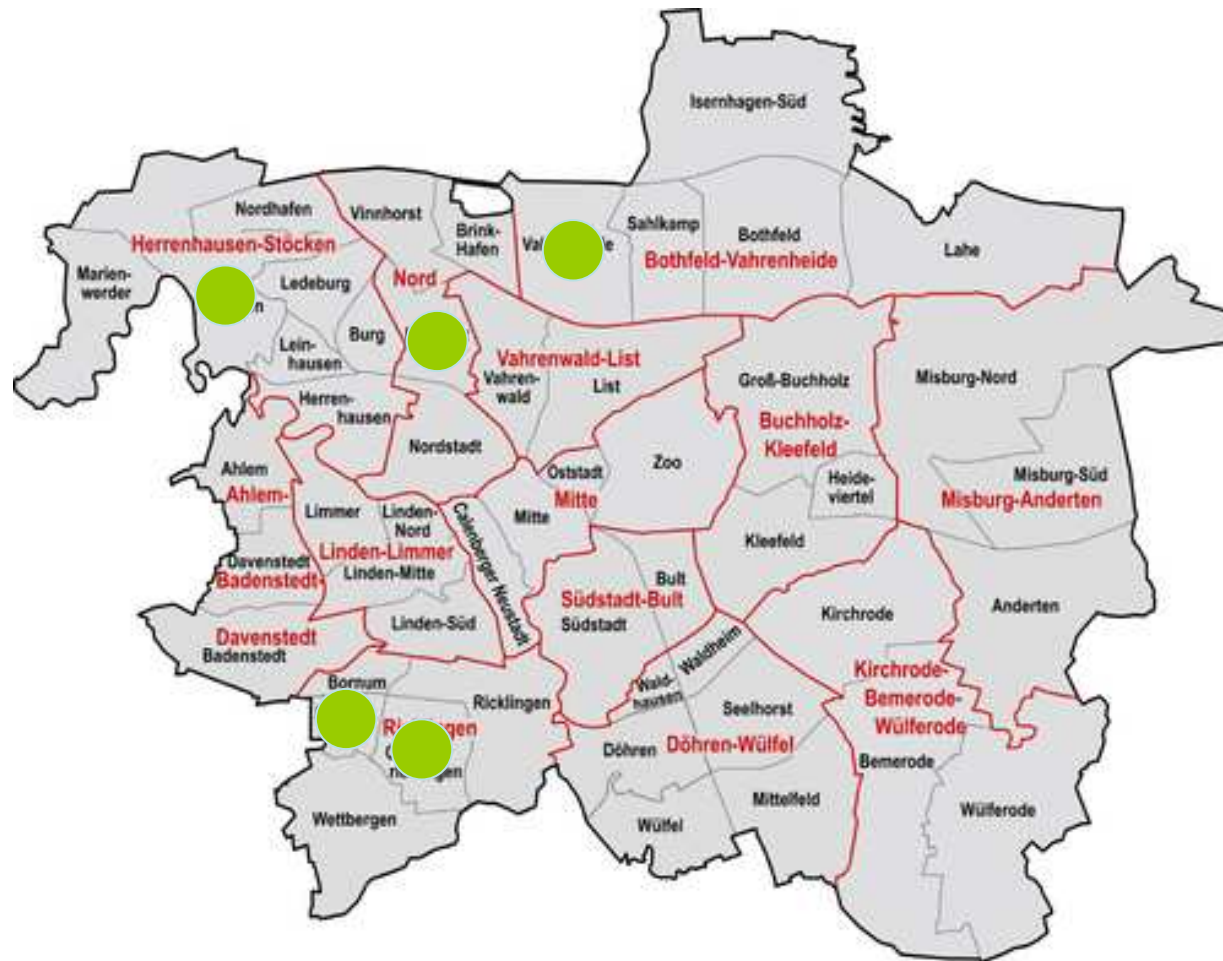 Isernhagen-Süd
Nordhafen
Vinnhorst
Brink-
Hafen
Sahlkamp
Bothfeld
Lahe
Herrenhausen-Stöcken
Bothfeld-Vahrenheide
Marien-
werder
Ledeburg
Nord
Burg
Lein-
hausen
Vahrenwald-List
Vahren-
wald
List
Groß-Buchholz
Misburg-Nord
Herren-
hausen
Buchholz-
Kleefeld
Nordstadt
Zoo
Oststadt
Ahlem
Heide-
viertel
Misburg-Süd
Ahlem-
Mitte
Misburg-Anderten
Limmer
Linden-
Nord
Calenberger Neustadt
Mitte
Kleefeld
Linden-Limmer
Davenstedt
Badenstedt-
Linden-Mitte
Bult
Südstadt-Bult
Südstadt
Kirchrode
Anderten
Linden-Süd
Davenstedt
Badenstedt
Waldheim
Wald-
hausen
Kirchrode-
Bemerode-
Wülferode
Bornum
Ricklingen
Seelhorst
Döhren
Döhren-Wülfel
Bemerode
Mittelfeld
Wülferode
Wettbergen
Wülfel